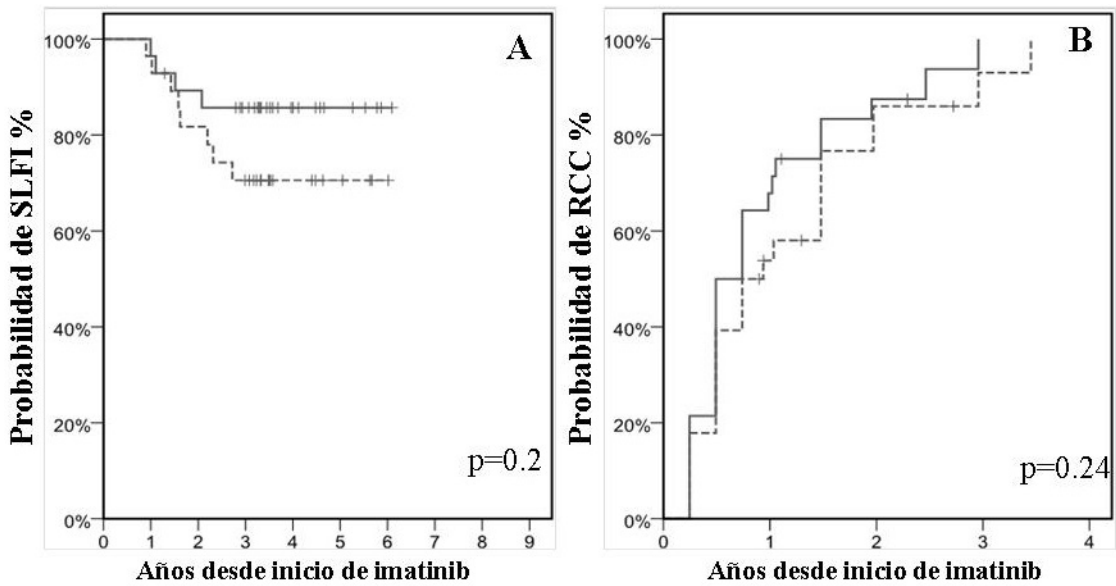 A
Probabilidad de SLFI %
100%
80%
60%
40%
20%
0%
p=0.2
0 1 2 3 4 5 6 7 8 9
Años desde inicio de imatinib
B
Probabilidad de RCC %
100%
80%
60%
40%
20%
0%
p=0.24
0 1 2 3 4
Años desde inicio de imatinib